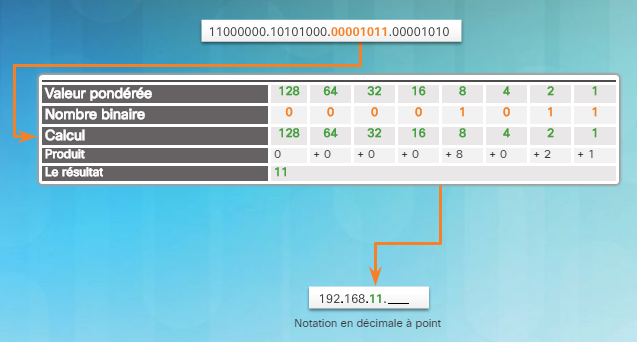 11000000.10101000.00001011.00001010
Valeur pondérée 128 64 32 16 8 4 2 1
Nombre binaire 0 0 0 0 1 0 1 1
Calcul 128 64 32 16 8 4 2 1
Produit 0 + 0 + 0 + 0 + 8 + 0 + 2 + 1
Le résultat 11
192.168.11.___
Notation en décimale à point